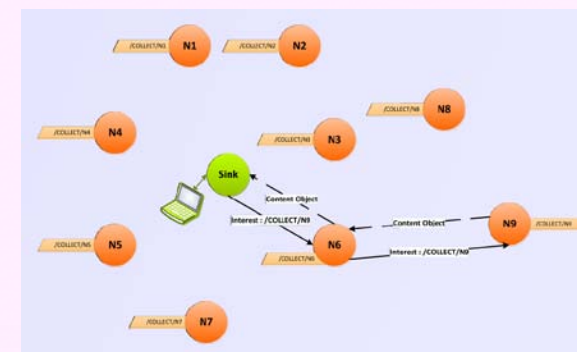 /COLLECT/N1
N1
/COLLECT/N2
N2
/COLLECT/N8
N8
/COLLECT/N4
N4
/COLLECT/N3
N3
Sink
Content Object
Interest : /COLLECT/N9
Content Object
N9
/COLLECT/N9
/COLLECT/N5
N5
N6
/COLLECT/N6
Interest : /COLLECT/N9
/COLLECT/N7
N7